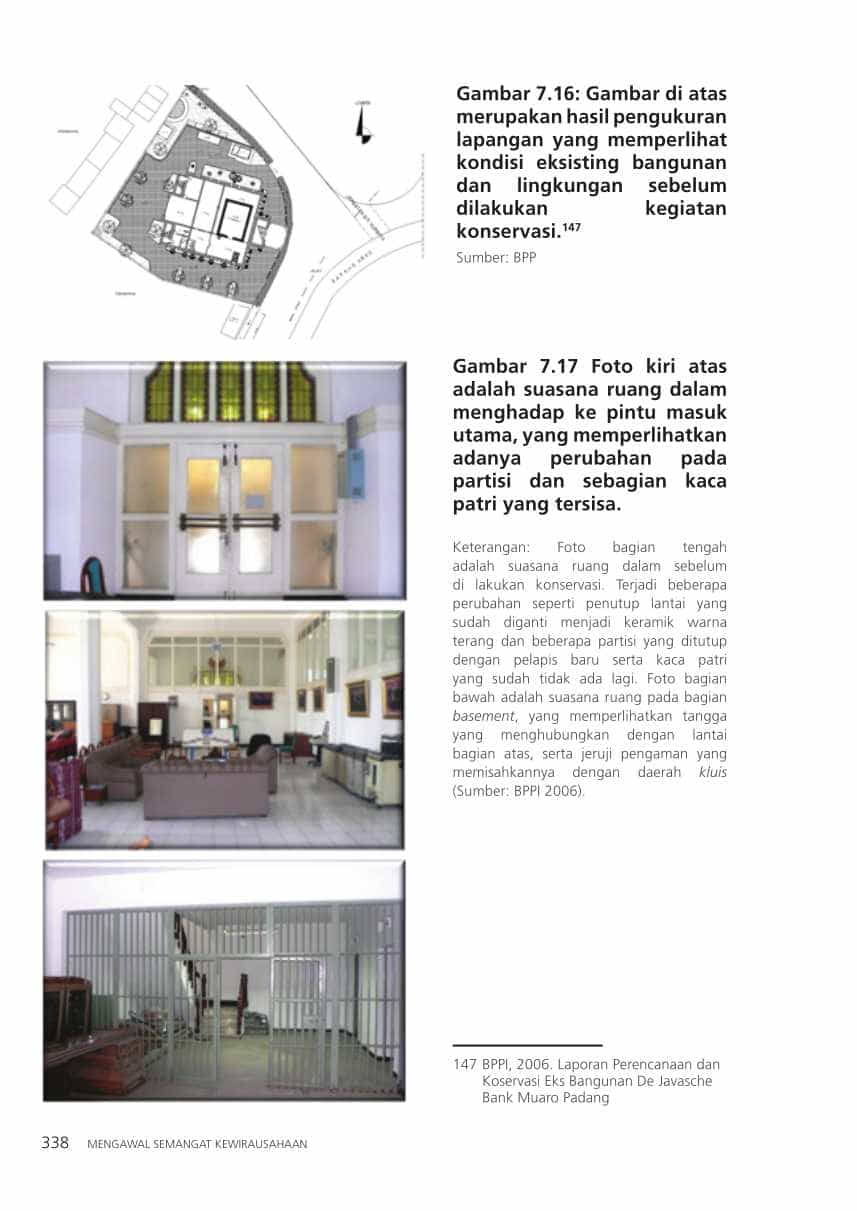 Gambar 7.16: Gambar di atas
merupakan hasil pengukuran
lapangan yang memperlihat
kondisi eksisting bangunan
dan lingkungan sebelum
dilakukan kegiatan
konservasi.147
Sumber: BPP
Gambar 7.17 Foto kiri atas
adalah suasana ruang dalam
menghadap ke pintu masuk
utama, yang memperlihatkan
adanya perubahan pada
partisi dan sebagian kaca
patri yang tersisa.
Keterangan: Foto bagian tengah
adalah suasana ruang dalam sebelum
di lakukan konservasi. Terjadi beberapa
perubahan seperti penutup lantai yang
sudah diganti menjadi keramik warna
terang dan beberapa partisi yang ditutup
dengan pelapis baru serta kaca patri
yang sudah tidak ada lagi. Foto bagian
bawah adalah suasana ruang pada bagian
basement, yang memperlihatkan tangga
yang menghubungkan dengan lantai
bagian atas, serta jeruji pengaman yang
memisahkannya dengan daerah kluis
(Sumber: BPPI 2006).
147 BPPI, 2006. Laporan Perencanaan dan
Koservasi Eks Bangunan De Javasche
Bank Muaro Padang
338 MENGAWAL SEMANGAT KEWIRAUSAHAAN